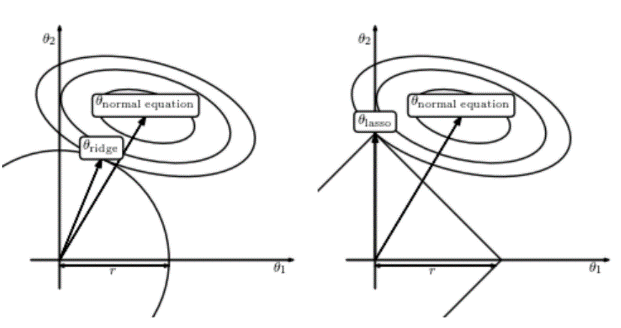 θ₂
θnormal equation
θridge
r
θ₁
θ₂
θnormal equation
θlasso
r
θ₁